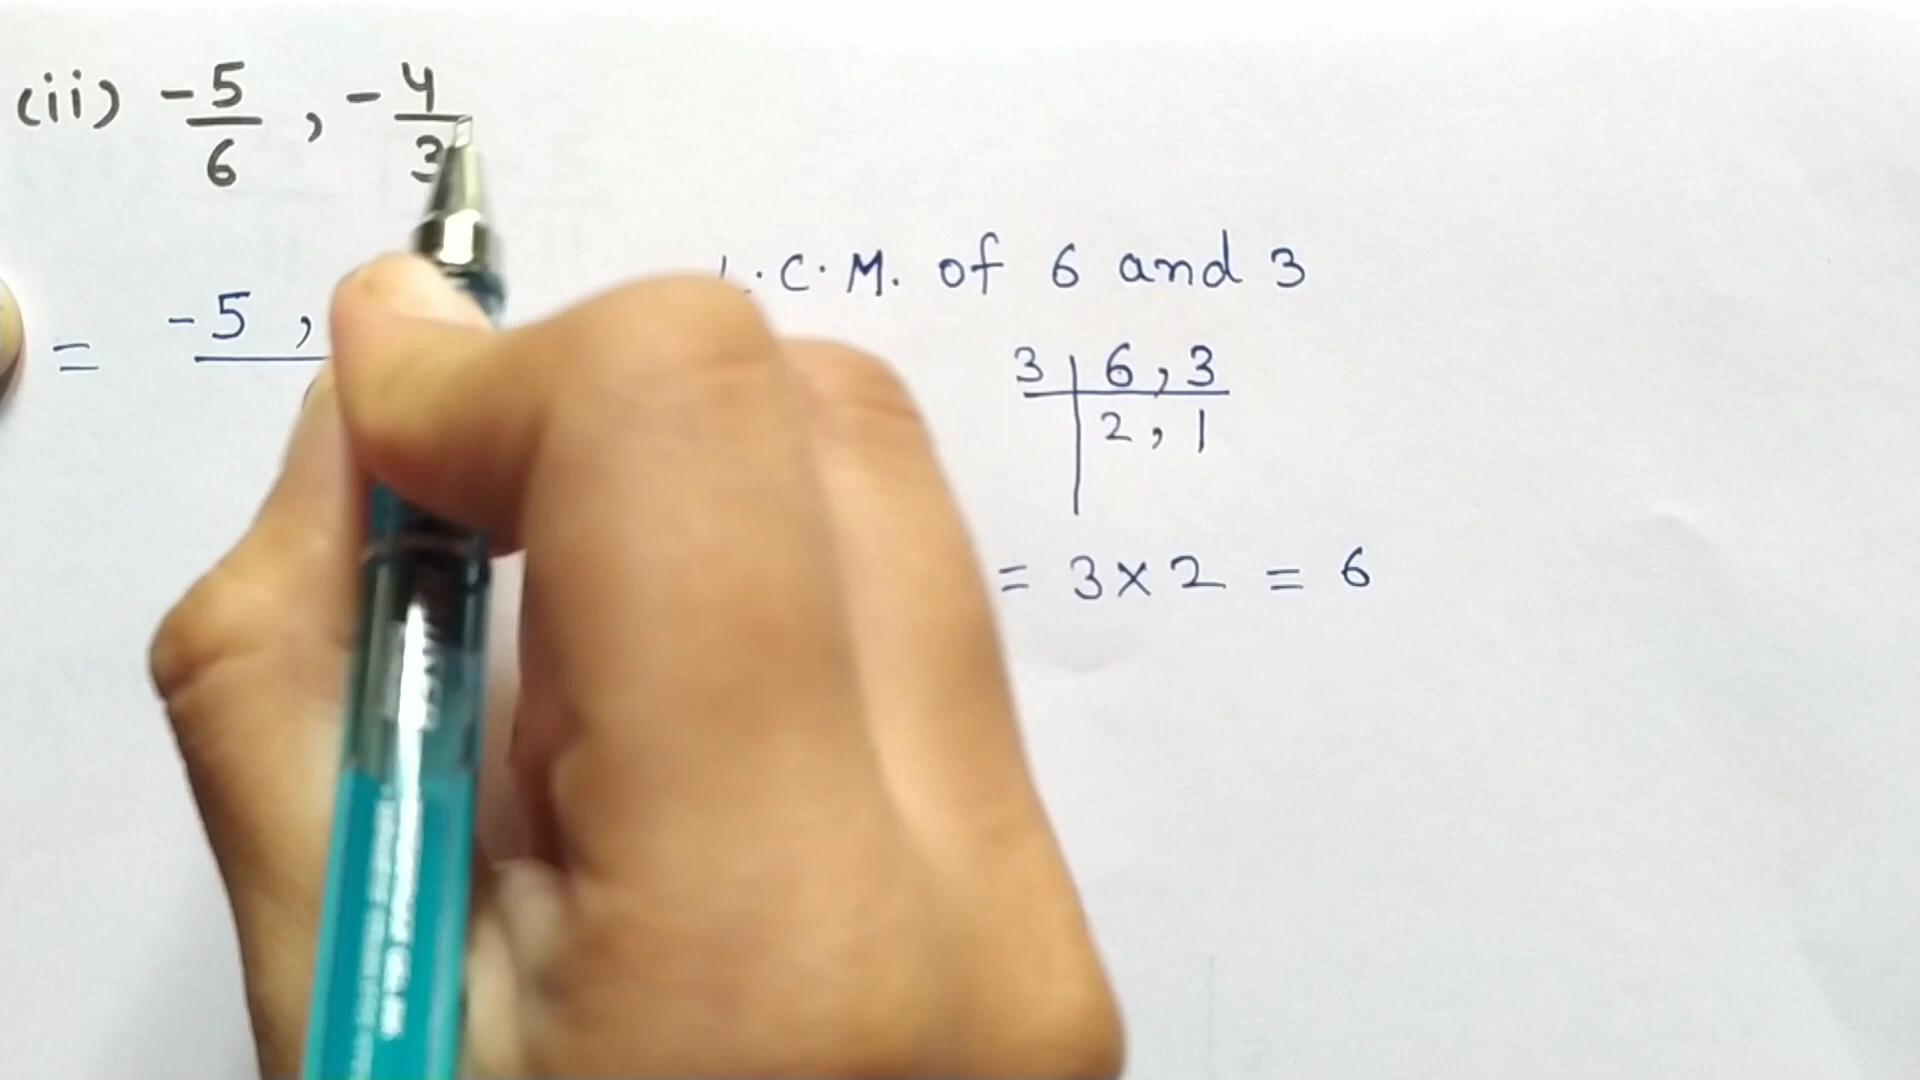 (ii) -5/6 , -4/3
L.C.M. of 6 and 3
= -5 ,
3 | 6 , 3
2 , 1
= 3 × 2 = 6